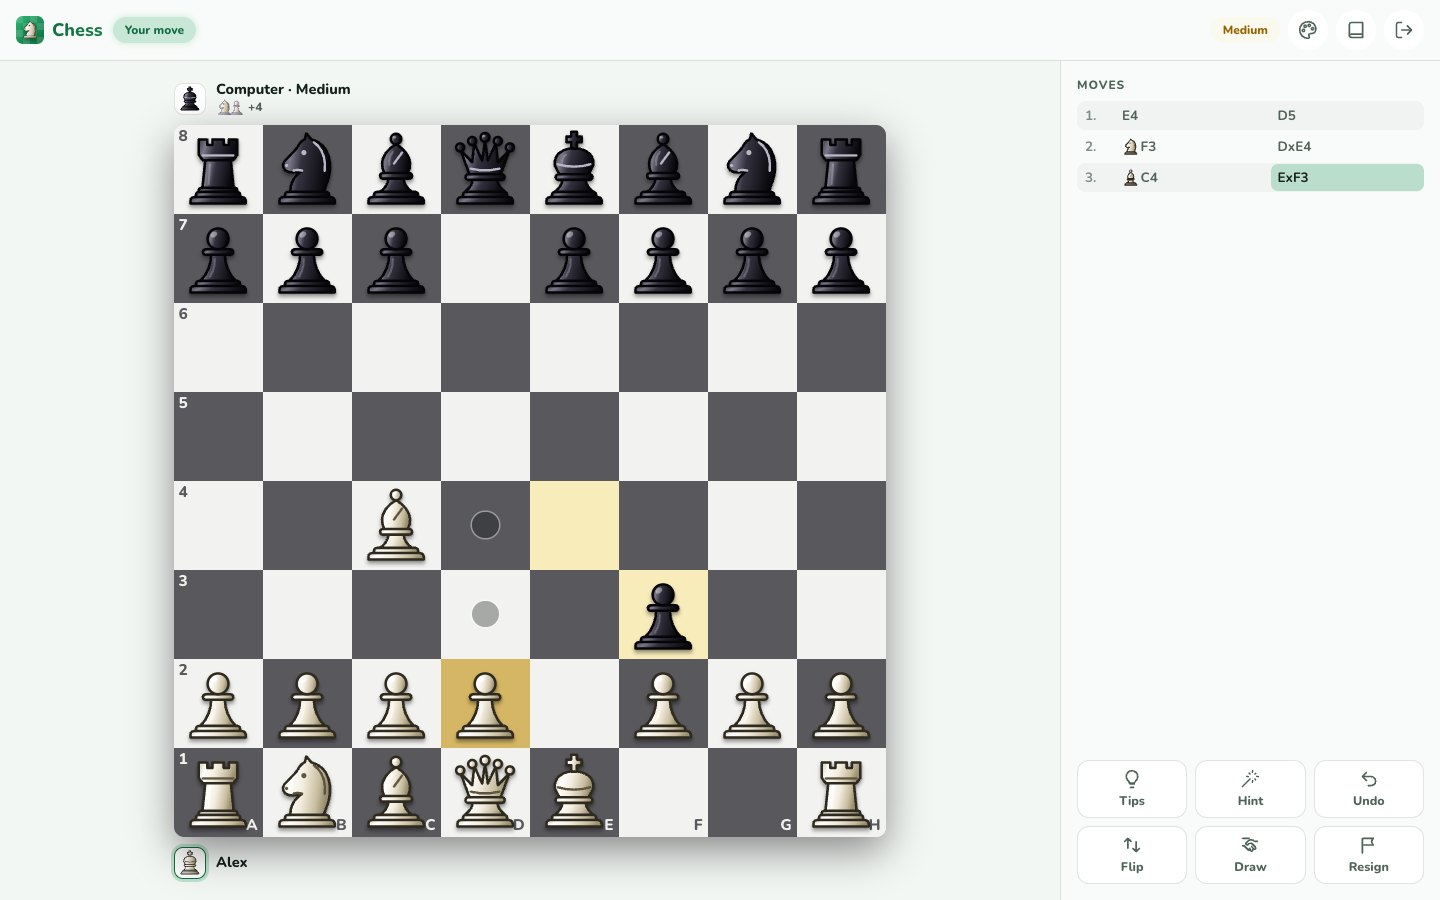 Chess
Your move
Medium
Computer · Medium
+4
MOVES
1. E4 D5
2. F3 DxE4
3. C4 ExF3
8
7
6
5
4
3
2
1
A B C D E F G H
Alex
Tips
Hint
Undo
Flip
Draw
Resign